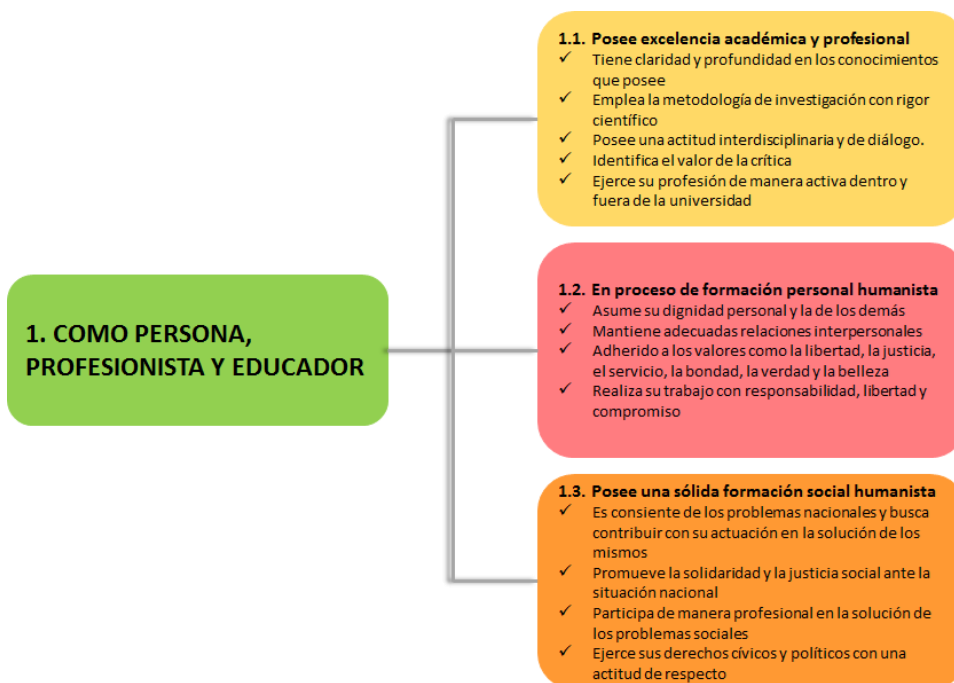 1. COMO PERSONA,
PROFESIONISTA Y EDUCADOR
1.1. Posee excelencia académica y profesional
✓ Tiene claridad y profundidad en los conocimientos
que posee
✓ Emplea la metodología de investigación con rigor
científico
✓ Posee una actitud interdisciplinaria y de diálogo.
✓ Identifica el valor de la crítica
✓ Ejerce su profesión de manera activa dentro y
fuera de la universidad
1.2. En proceso de formación personal humanista
✓ Asume su dignidad personal y la de los demás
✓ Mantiene adecuadas relaciones interpersonales
✓ Adherido a los valores como la libertad, la justicia,
el servicio, la bondad, la verdad y la belleza
✓ Realiza su trabajo con responsabilidad, libertad y
compromiso
1.3. Posee una sólida formación social humanista
✓ Es consiente de los problemas nacionales y busca
contribuir con su actuación en la solución de los
mismos
✓ Promueve la solidaridad y la justicia social ante la
situación nacional
✓ Participa de manera profesional en la solución de
los problemas sociales
✓ Ejerce sus derechos cívicos y políticos con una
actitud de respecto